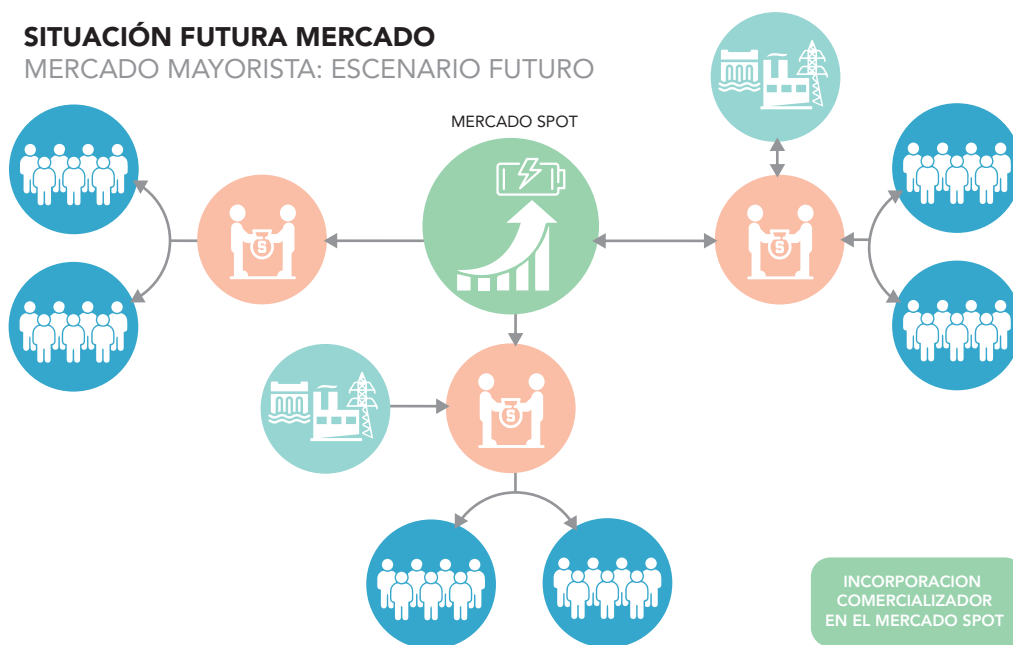 SITUACIÓN FUTURA MERCADO
MERCADO MAYORISTA: ESCENARIO FUTURO
MERCADO SPOT
$
$
$
INCORPORACION
COMERCIALIZADOR
EN EL MERCADO SPOT